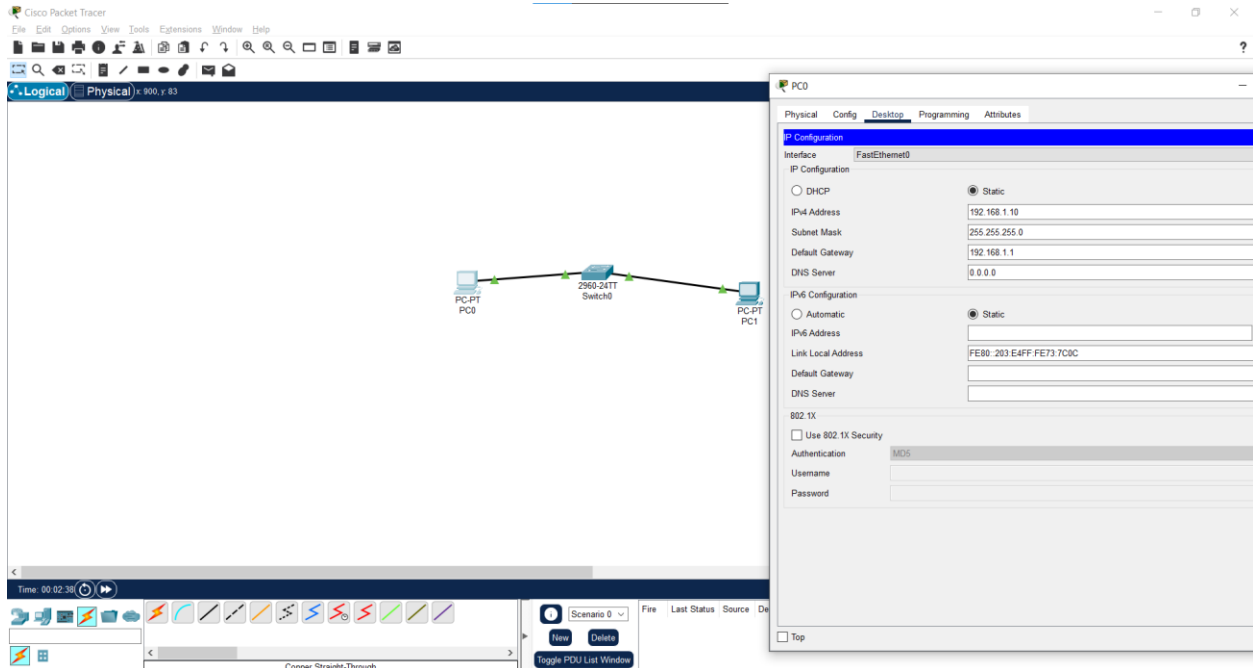 Cisco Packet Tracer
File Edit Options View Tools Extensions Window Help
?
Logical Physical x: 900, y: 83
PC-PT
PC0
2960-24TT
Switch0
PC-PT
PC1
PC0
Physical Config Desktop Programming Attributes
IP Configuration
Interface FastEthernet0
IP Configuration
DHCP Static
IPv4 Address 192.168.1.10
Subnet Mask 255.255.255.0
Default Gateway 192.168.1.1
DNS Server 0.0.0.0
IPv6 Configuration
Automatic Static
IPv6 Address
Link Local Address FE80::203:E4FF:FE73:7C0C
Default Gateway
DNS Server
802.1X
Use 802.1X Security
Authentication MD5
Username
Password
Top
Time: 00:02:38
Scenario 0
New Delete
Toggle PDU List Window
Fire Last Status Source De
Copper Straight-Through